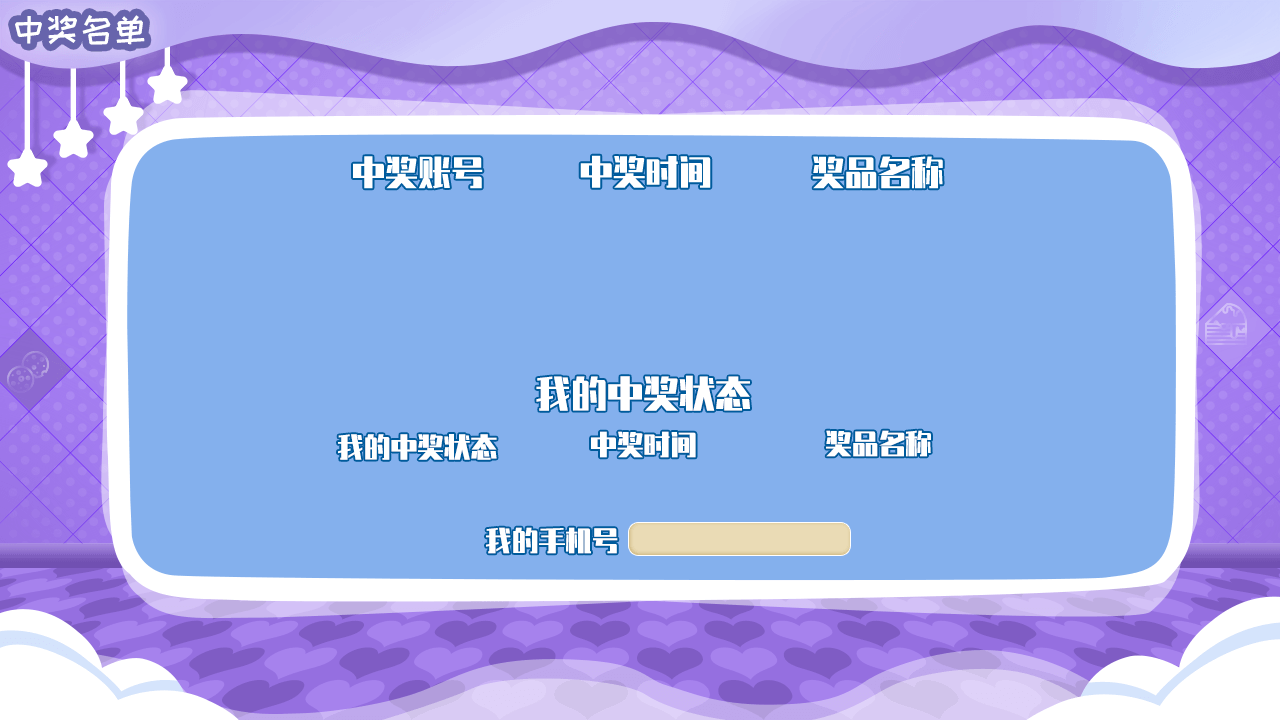 中奖名单
中奖账号 中奖时间 奖品名称
我的中奖状态
我的中奖状态 中奖时间 奖品名称
我的手机号